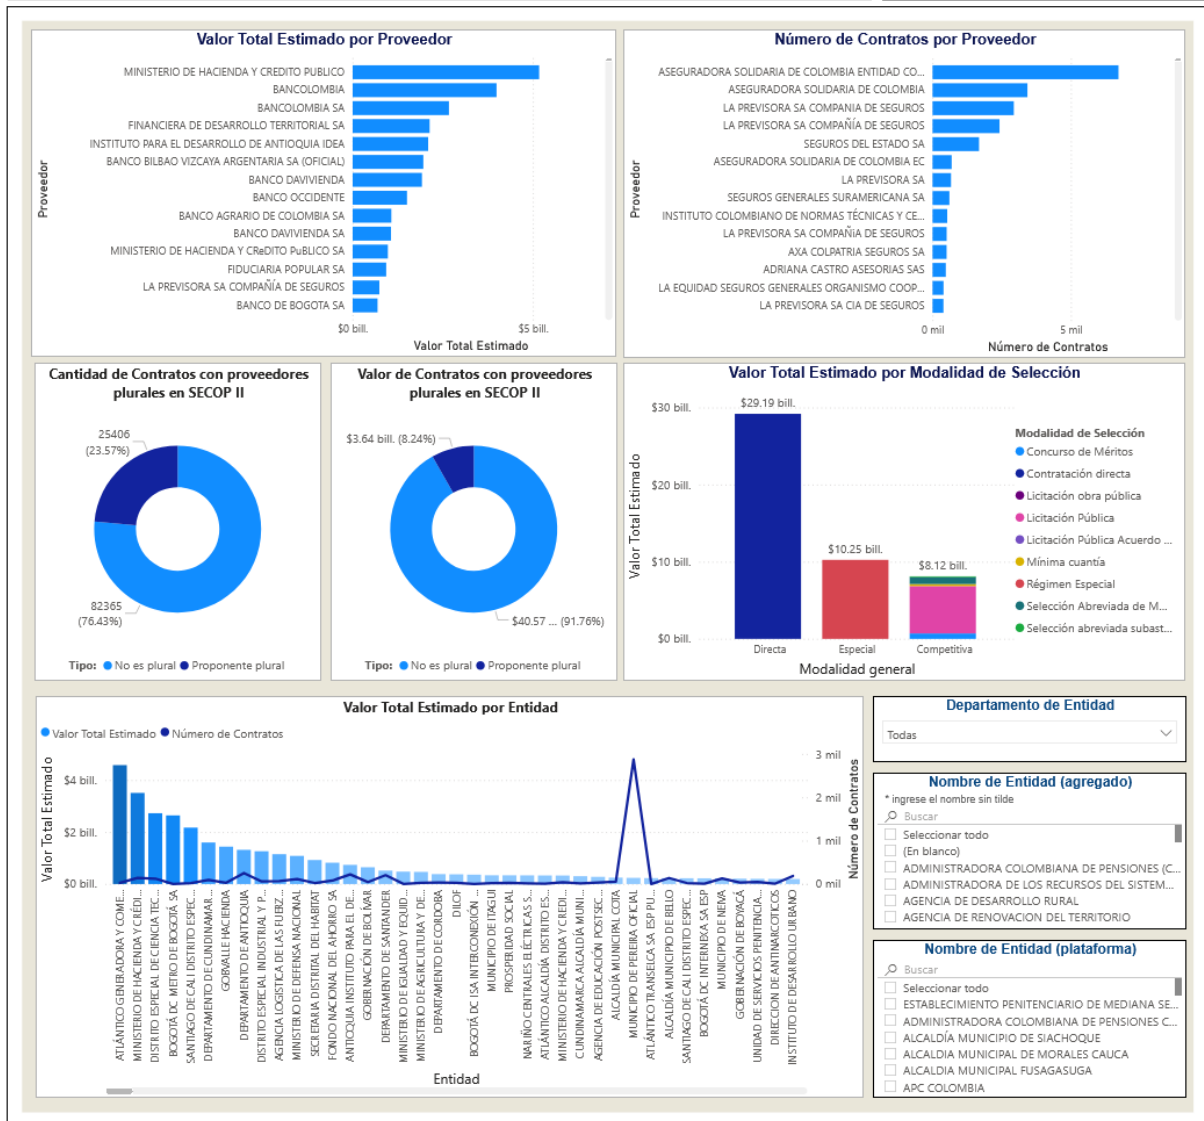 Valor Total Estimado por Proveedor
Proveedor
MINISTERIO DE HACIENDA Y CREDITO PUBLICO
BANCOLOMBIA
BANCOLOMBIA SA
FINANCIERA DE DESARROLLO TERRITORIAL SA
INSTITUTO PARA EL DESARROLLO DE ANTIOQUIA IDEA
BANCO BILBAO VIZCAYA ARGENTARIA SA (OFICIAL)
BANCO DAVIVIENDA
BANCO OCCIDENTE
BANCO AGRARIO DE COLOMBIA SA
BANCO DAVIVIENDA SA
MINISTERIO DE HACIENDA Y CReDITO PuBLICO SA
FIDUCIARIA POPULAR SA
LA PREVISORA SA COMPAÑÍA DE SEGUROS
BANCO DE BOGOTA SA
$0 bill. $5 bill.
Valor Total Estimado
Número de Contratos por Proveedor
Proveedor
ASEGURADORA SOLIDARIA DE COLOMBIA ENTIDAD CO...
ASEGURADORA SOLIDARIA DE COLOMBIA
LA PREVISORA SA COMPANIA DE SEGUROS
LA PREVISORA SA COMPAÑÍA DE SEGUROS
SEGUROS DEL ESTADO SA
ASEGURADORA SOLIDARIA DE COLOMBIA EC
LA PREVISORA SA
SEGUROS GENERALES SURAMERICANA SA
INSTITUTO COLOMBIANO DE NORMAS TÉCNICAS Y CE...
LA PREVISORA SA COMPAÑiA DE SEGUROS
AXA COLPATRIA SEGUROS SA
ADRIANA CASTRO ASESORIAS SAS
LA EQUIDAD SEGUROS GENERALES ORGANISMO COOP...
LA PREVISORA SA CIA DE SEGUROS
0 mil 5 mil
Número de Contratos
Cantidad de Contratos con proveedores
plurales en SECOP II
25406
(23.57%)
82365
(76.43%)
Tipo: No es plural Proponente plural
Valor de Contratos con proveedores
plurales en SECOP II
$3.64 bill. (8.24%)
$40.57 ... (91.76%)
Tipo: No es plural Proponente plural
Valor Total Estimado por Modalidad de Selección
Valor Total Estimado
$30 bill.
$20 bill.
$10 bill.
$0 bill.
$29.19 bill.
$10.25 bill.
$8.12 bill.
Directa Especial Competitiva
Modalidad general
Modalidad de Selección
Concurso de Méritos
Contratación directa
Licitación obra pública
Licitación Pública
Licitación Pública Acuerdo ...
Mínima cuantía
Régimen Especial
Selección Abreviada de M...
Selección abreviada subast...
Valor Total Estimado por Entidad
Valor Total Estimado Número de Contratos
Valor Total Estimado
$4 bill.
$2 bill.
$0 bill.
3 mil
2 mil
1 mil
0 mil
Número de Contratos
ATLÁNTICO GENERADORA Y COME...
MINISTERIO DE HACIENDA Y CRÉDI...
DISTRITO ESPECIAL DE CIENCIA TEC...
BOGOTÁ DC METRO DE BOGOTÁ SA
SANTIAGO DE CALI DISTRITO ESPEC...
DEPARTAMENTO DE CUNDINAMAR...
GOBVALLE HACIENDA
DEPARTAMENTO DE ANTIOQUIA
DISTRITO ESPECIAL INDUSTRIAL Y P...
AGENCIA LOGISTICA DE LAS FUERZ...
MINISTERIO DE DEFENSA NACIONAL
SECRETARIA DISTRITAL DEL HABITAT
FONDO NACIONAL DEL AHORRO SA
ANTIOQUIA INSTITUTO PARA EL DE...
GOBERNACIÓN DE BOLÍVAR
DEPARTAMENTO DE SANTANDER
MINISTERIO DE IGUALDAD Y EQUID...
MINISTERIO DE AGRICULTURA Y DE...
DEPARTAMENTO DE CORDOBA
DILOF
BOGOTÁ DC ISA INTERCONEXIÓN ...
MUNICIPIO DE ITAGUI
PROSPERIDAD SOCIAL
NARIÑO CENTRALES ELÉCTRICAS S...
ATLÁNTICO ALCALDÍA DISTRITO ES...
MINISTERIO DE HACIENDA Y CREDI...
CUNDINAMARCA ALCALDÍA MUNI...
AGENCIA DE EDUCACIÓN POSTSEC...
ALCALDÍA MUNICIPAL COTA
MUNICIPIO DE PEREIRA OFICIAL
ATLÁNTICO TRANSELCA SA ESP PU...
ALCALDÍA MUNICIPIO DE BELLO
SANTIAGO DE CALI DISTRITO ESPEC...
BOGOTÁ DC INTERNEXA SA ESP
MUNICIPIO DE NEIVA
GOBERNACIÓN DE BOYACÁ
UNIDAD DE SERVICIOS PENITENCIA...
DIRECCION DE ANTINARCOTICOS
INSTITUTO DE DESARROLLO URBANO
Entidad
Departamento de Entidad
Todas
Nombre de Entidad (agregado)
* ingrese el nombre sin tilde
Buscar
Seleccionar todo
(En blanco)
ADMINISTRADORA COLOMBIANA DE PENSIONES (C...
ADMINISTRADORA DE LOS RECURSOS DEL SISTEM...
AGENCIA DE DESARROLLO RURAL
AGENCIA DE RENOVACION DEL TERRITORIO
Nombre de Entidad (plataforma)
Buscar
Seleccionar todo
ESTABLECIMIENTO PENITENCIARIO DE MEDIANA SE...
ADMINISTRADORA COLOMBIANA DE PENSIONES C...
ALCALDÍA MUNICIPIO DE SIACHOQUE
ALCALDIA MUNICIPAL DE MORALES CAUCA
ALCALDIA MUNICIPAL FUSAGASUGA
APC COLOMBIA